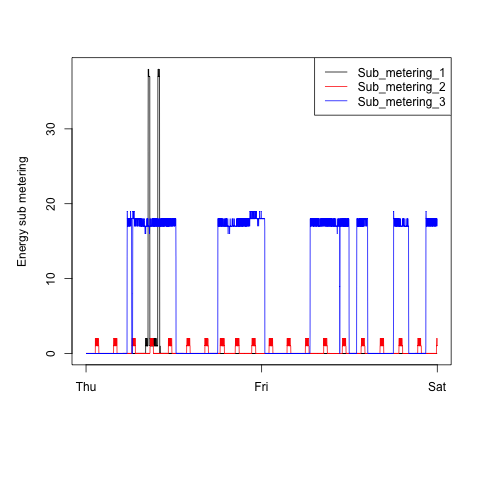 Sub_metering_1
Sub_metering_2
Sub_metering_3
Energy sub metering
30
20
10
0
Thu Fri Sat